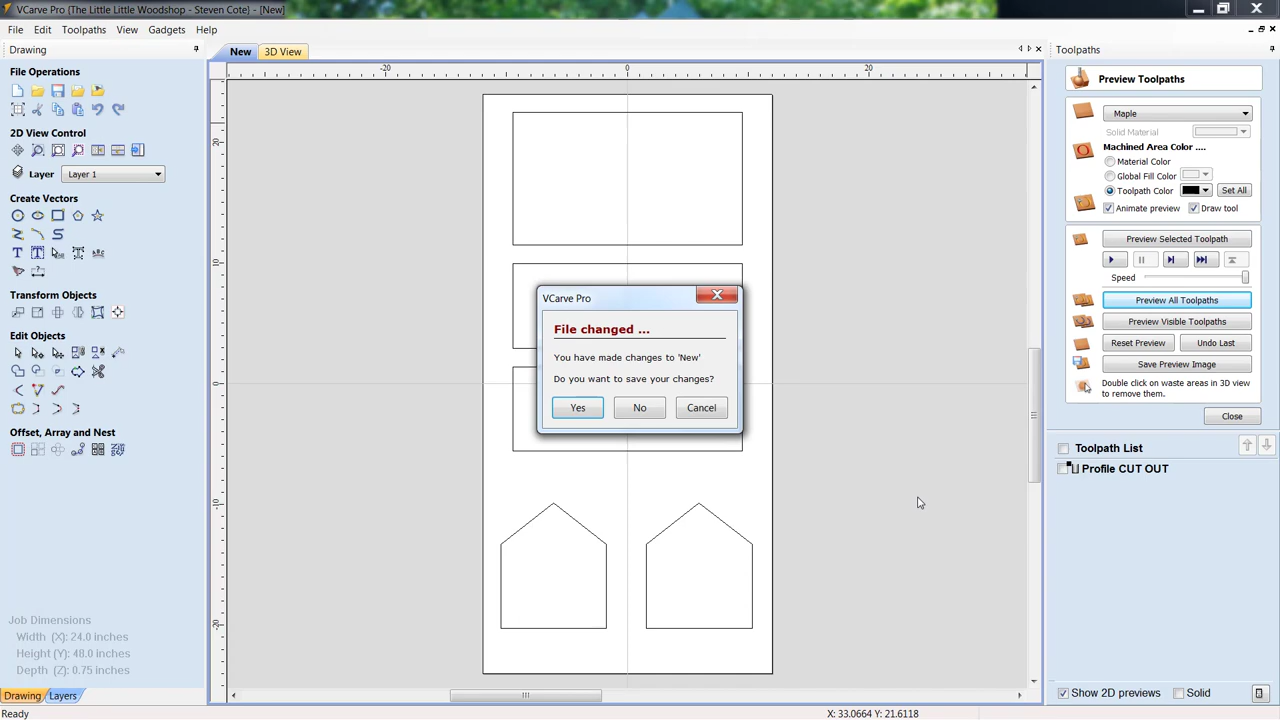 VCarve Pro (The Little Little Woodshop - Steven Cote) - [New]
File Edit Toolpaths View Gadgets Help
Drawing
File Operations
2D View Control
Layer Layer 1
Create Vectors
Transform Objects
Edit Objects
Offset, Array and Nest
Job Dimensions
Width (X): 24.0 inches
Height (Y): 48.0 inches
Depth (Z): 0.75 inches
Drawing Layers
Ready
New 3D View
-20 0 20
20
10
0
-10
-20
VCarve Pro
File changed ...
You have made changes to 'New'
Do you want to save your changes?
Yes No Cancel
Toolpaths
Preview Toolpaths
Maple
Solid Material
Machined Area Color ....
Material Color
Global Fill Color
Toolpath Color Set All
Animate preview Draw tool
Preview Selected Toolpath
Speed
Preview All Toolpaths
Preview Visible Toolpaths
Reset Preview Undo Last
Save Preview Image
Double click on waste areas in 3D view
to remove them.
Close
Toolpath List
Profile CUT OUT
Show 2D previews Solid
X: 33.0664 Y: 21.6118